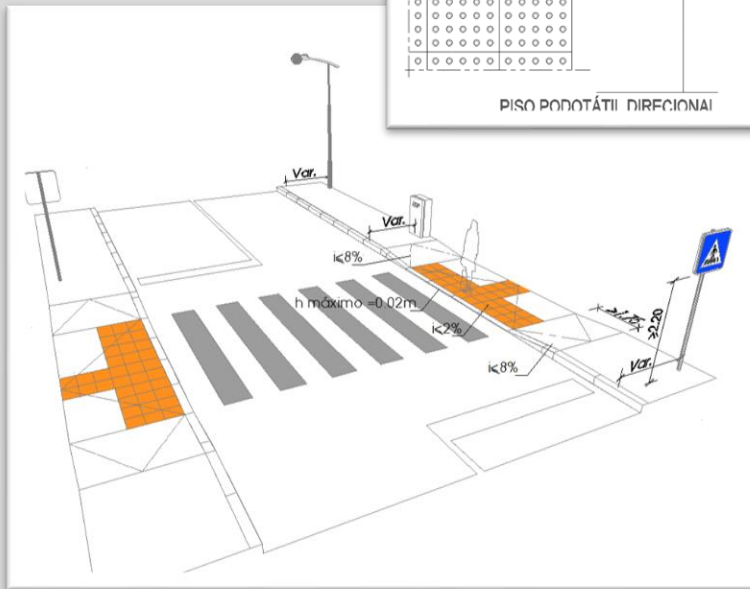 PISO PODOTÁTIL DIRECIONAL
Var.
Var.
i⩽8%
h máximo =0.02m
i⩽2%
i⩽8%
⩾2.20
Var.